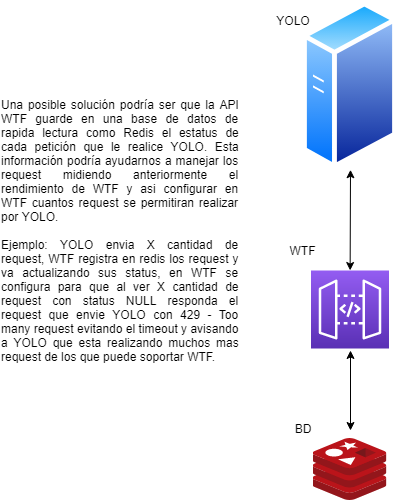 YOLO
Una posible solución podría ser que la API
WTF guarde en una base de datos de
rapida lectura como Redis el estatus de
cada petición que le realice YOLO. Esta
información podría ayudarnos a manejar los
request midiendo anteriormente el
rendimiento de WTF y asi configurar en
WTF cuantos request se permitiran realizar
por YOLO.
Ejemplo: YOLO envia X cantidad de
request, WTF registra en redis los request y
va actualizando sus status, en WTF se
configura para que al ver X cantidad de
request con status NULL responda el
request que envie YOLO con 429 - Too
many request evitando el timeout y avisando
a YOLO que esta realizando muchos mas
request de los que puede soportar WTF.
WTF
</>
BD